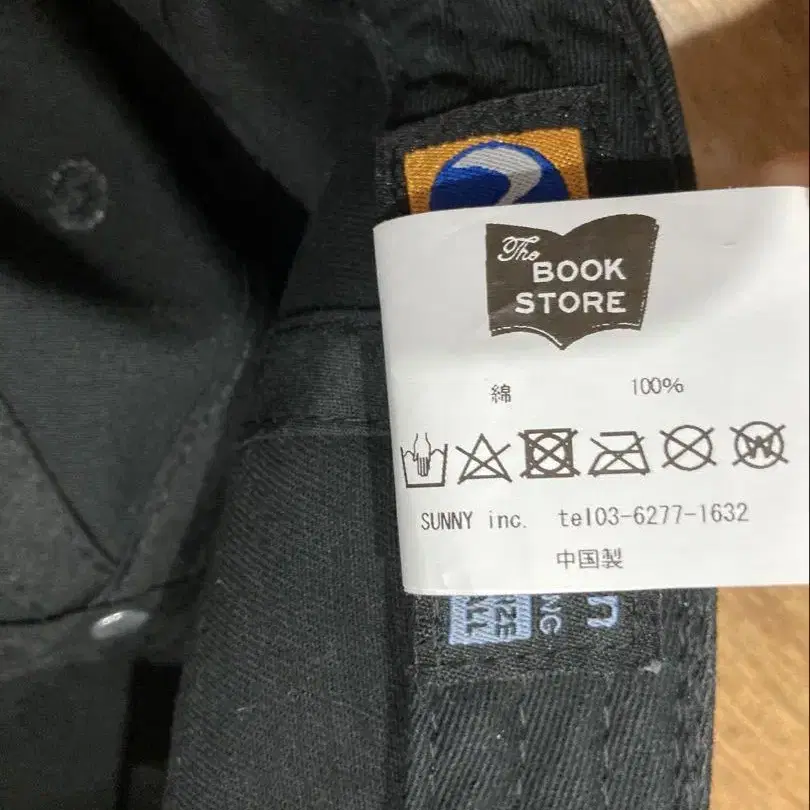 The
BOOK
STORE
綿 100%
W
SUNNY inc. tel03-6277-1632
中国製